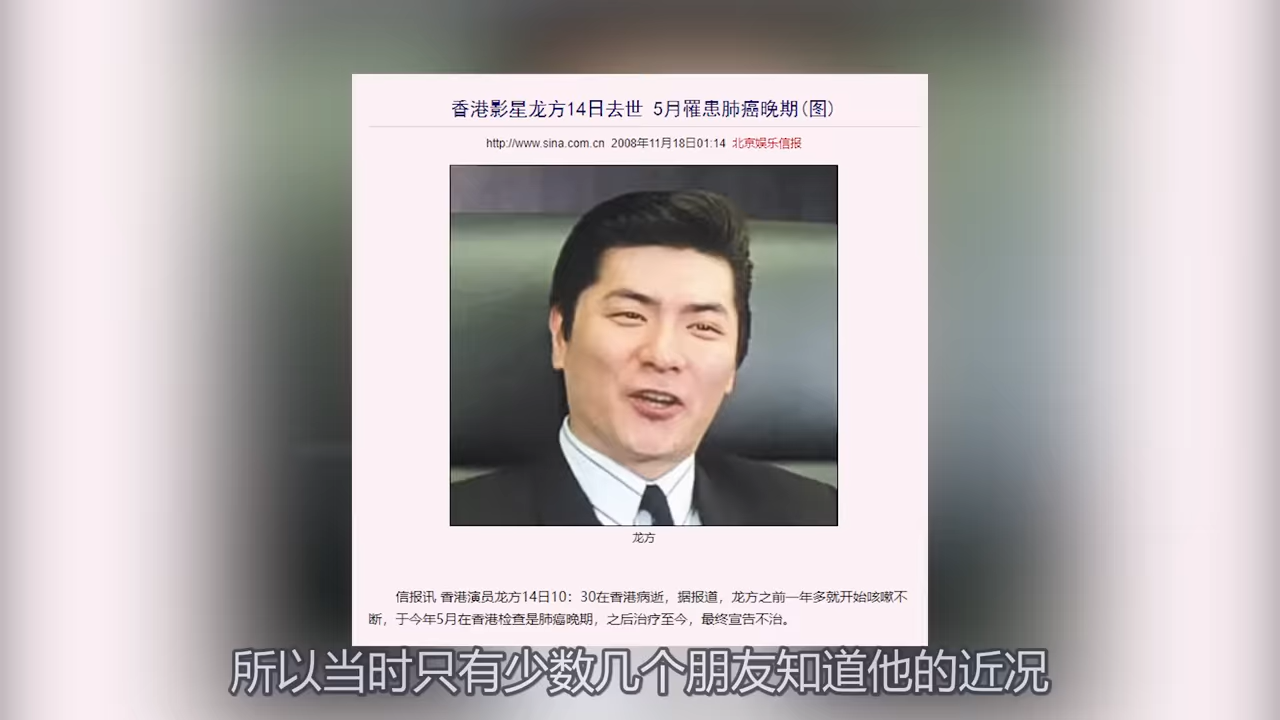 香港影星龙方14日去世 5月罹患肺癌晚期(图)
http://www.sina.com.cn 2008年11月18日01:14 北京娱乐信报
龙方
信报讯 香港演员龙方14日10：30在香港病逝，据报道，龙方之前一年多就开始咳嗽不
断，于今年5月在香港检查是肺癌晚期，之后治疗至今，最终宣告不治。
所以当时只有少数几个朋友知道他的近况